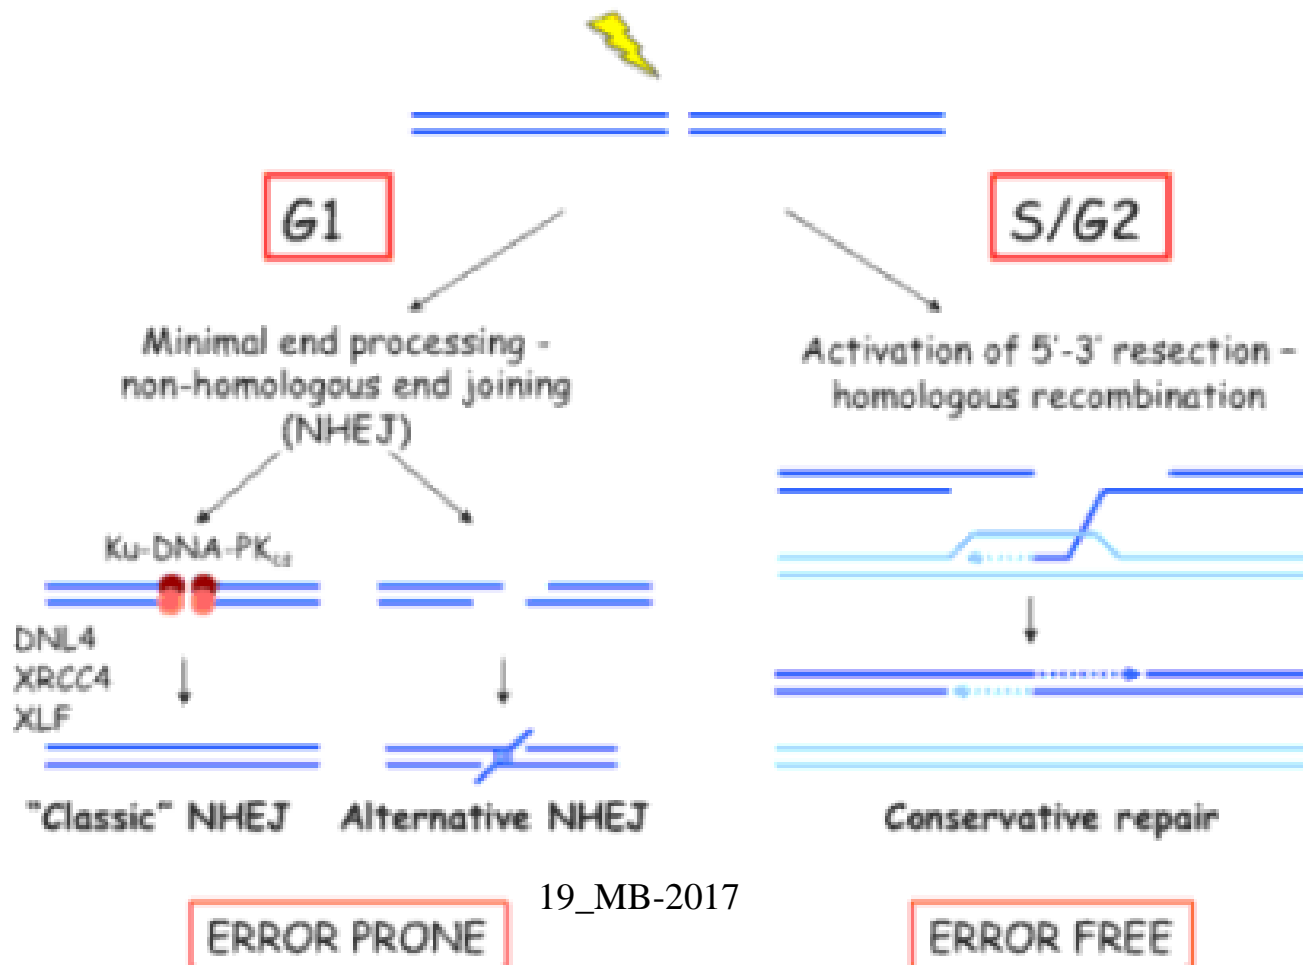 G1
S/G2
Minimal end processing -
non-homologous end joining
(NHEJ)
Activation of 5'-3' resection –
homologous recombination
Ku-DNA-PKcs
DNL4
XRCC4
XLF
"Classic" NHEJ
Alternative NHEJ
Conservative repair
19_MB-2017
ERROR PRONE
ERROR FREE